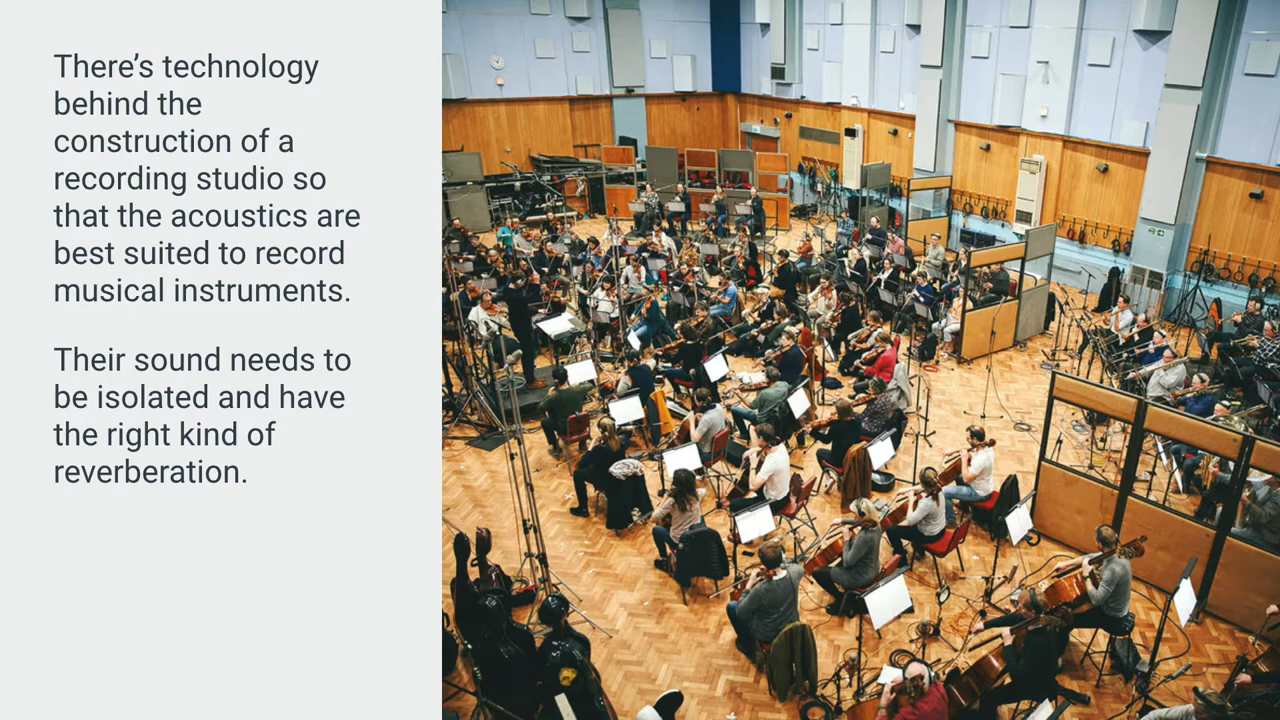 There’s technology
behind the
construction of a
recording studio so
that the acoustics are
best suited to record
musical instruments.
Their sound needs to
be isolated and have
the right kind of
reverberation.